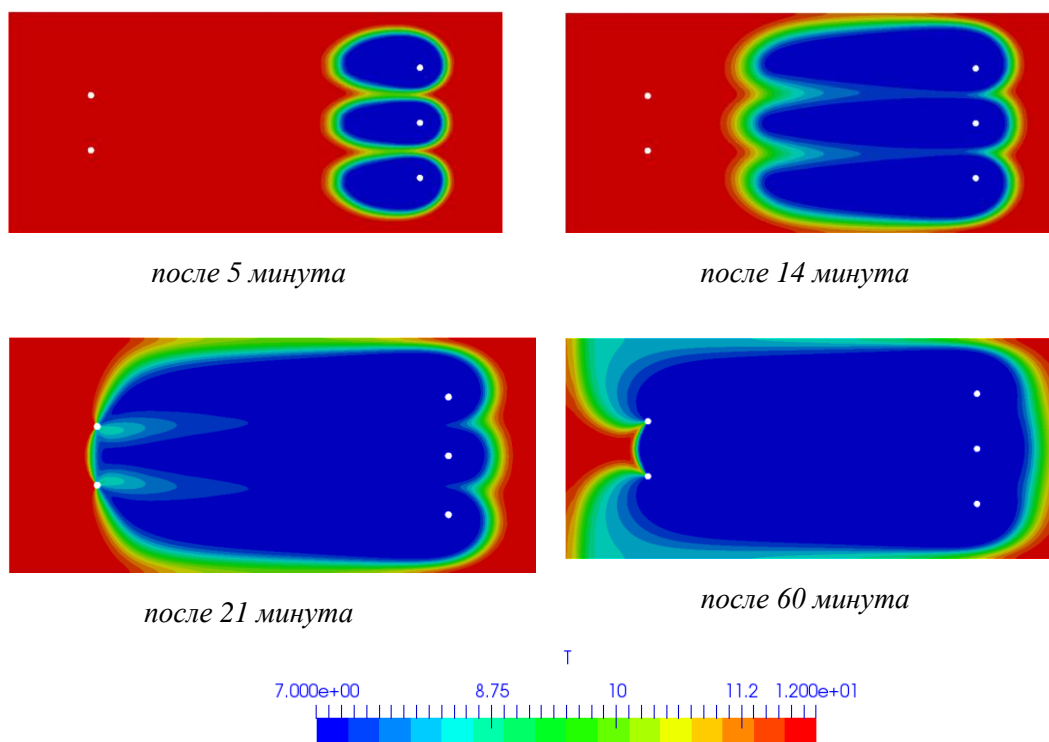 после 5 минута
после 14 минута
после 21 минута
после 60 минута
T
7.000e+00 8.75 10 11.2 1.200e+01